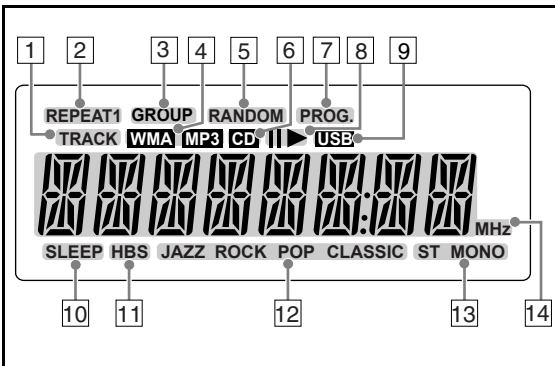 1 2 3 4 5 6 7 8 9
REPEAT1 GROUP RANDOM PROG.
TRACK WMA MP3 CD USB
MHz
SLEEP HBS JAZZ ROCK POP CLASSIC ST MONO
10 11 12 13 14